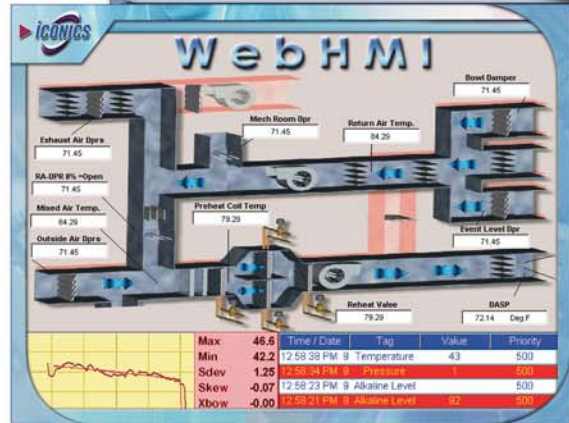 ICONICS
WebHMI
Bowl Damper
71.45
Mech Room Dpr
71.45
Return Air Temp.
84.29
Exhaust Air Dprs
71.45
RA-DPR 0% =Open
71.45
Preheat Coil Temp
79.29
Mixed Air Temp.
84.29
Event Level Dpr
71.45
Outside Air Dprs
71.45
Reheat Valve
79.29
DASP
72.14 Deg F
Max 46.6
Min 42.2
Sdev 1.25
Skew -0.07
Xbow -0.00
Time / Date Tag Value Priority
12:58:38 PM 9 Temperature 43 500
12:58:34 PM 9 Pressure 1 500
12:58:23 PM 9 Alkaline Level 500
12:58:21 PM 9 Alkaline Level 92 500